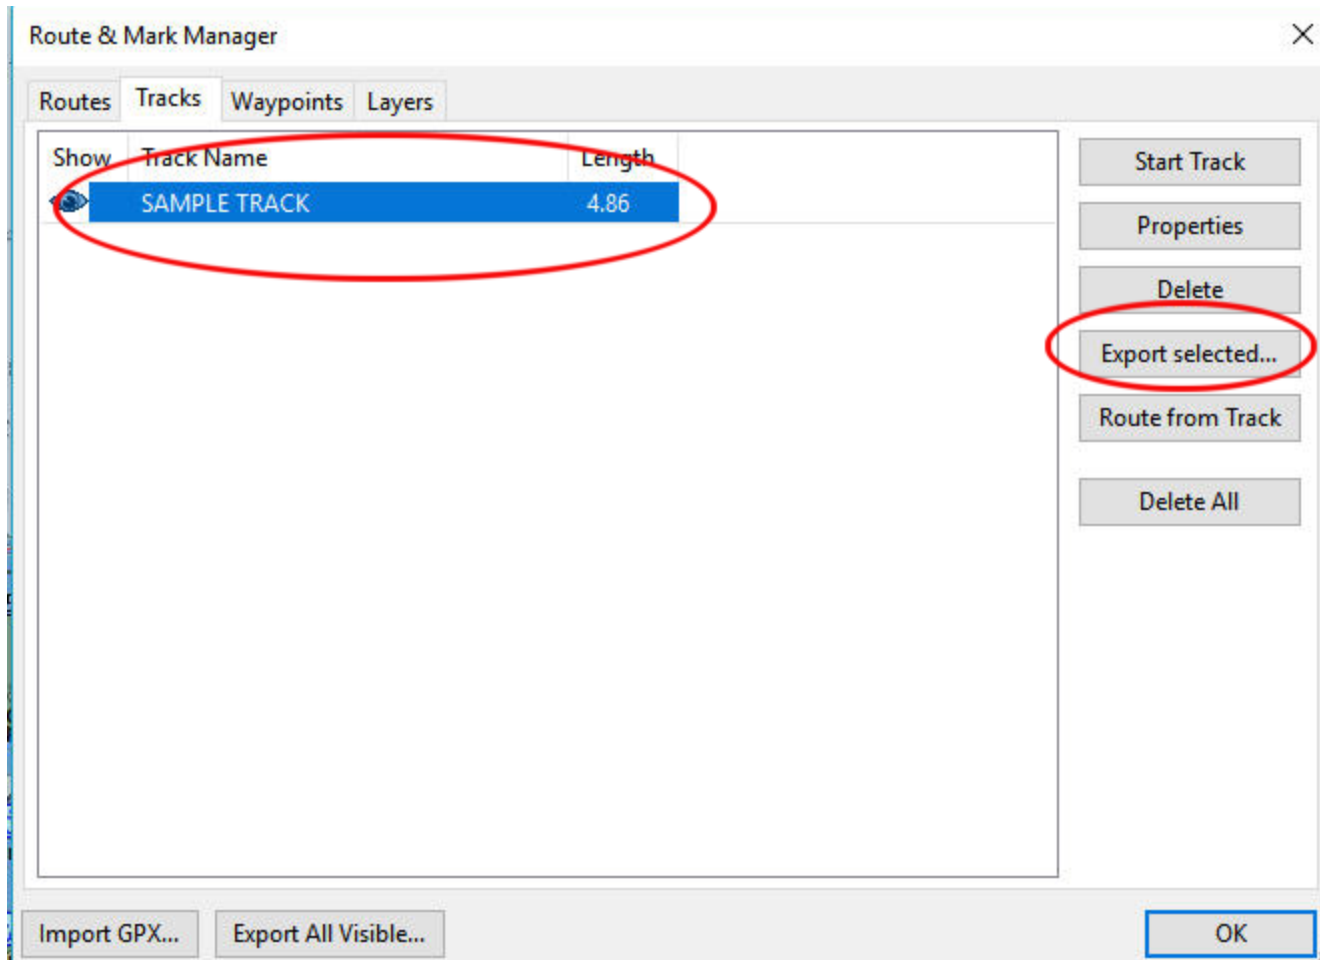 Route & Mark Manager
Routes Tracks Waypoints Layers
Show Track Name Length
SAMPLE TRACK 4.86
Start Track
Properties
Delete
Export selected...
Route from Track
Delete All
Import GPX... Export All Visible... OK